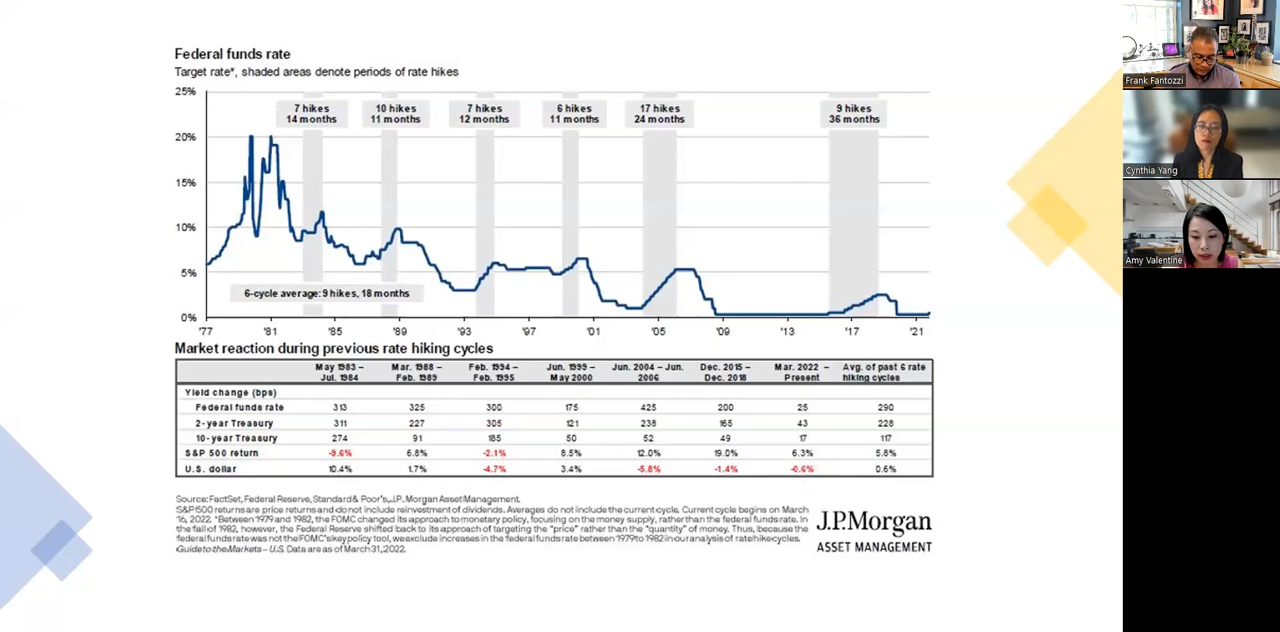 Federal funds rate
Target rate*, shaded areas denote periods of rate hikes
25%
20%
15%
10%
5%
0%
7 hikes
14 months
10 hikes
11 months
7 hikes
12 months
6 hikes
11 months
17 hikes
24 months
9 hikes
36 months
6-cycle average: 9 hikes, 18 months
'77 '81 '85 '89 '93 '97 '01 '05 '09 '13 '17 '21
Market reaction during previous rate hiking cycles
May 1983 – Jul. 1984 Mar. 1988 – Feb. 1989 Feb. 1994 – Feb. 1995 Jun. 1999 – May 2000 Jun. 2004 – Jun. 2006 Dec. 2015 – Dec. 2018 Mar. 2022 – Present Avg. of past 6 rate hiking cycles
Yield change (bps)
Federal funds rate 313 325 300 175 425 200 25 290
2-year Treasury 311 227 305 121 238 165 43 228
10-year Treasury 274 91 185 50 52 49 17 117
S&P 500 return -9.6% 6.8% -2.1% 8.5% 12.0% 19.0% 6.3% 5.8%
U.S. dollar 10.4% 1.7% -4.7% 3.4% -5.8% -1.4% -0.6% 0.6%
Source: FactSet, Federal Reserve, Standard & Poor's, J.P. Morgan Asset Management.
S&P 500 returns are price returns and do not include reinvestment of dividends. Averages do not include the current cycle. Current cycle begins on March
16, 2022. *Between 1979 and 1982, the FOMC changed its approach to monetary policy, focusing on the money supply, rather than the federal funds rate. In
the fall of 1982, however, the Federal Reserve shifted back to its approach of targeting the "price" rather than the "quantity" of money. Thus, because the
federal funds rate was not the FOMC's key policy tool, we exclude increases in the federal funds rate between 1979 to 1982 in our analysis of rate hike cycles.
Guide to the Markets – U.S. Data are as of March 31, 2022.
J.P.Morgan
ASSET MANAGEMENT
Frank Fantozzi
Cynthia Yang
Amy Valentine